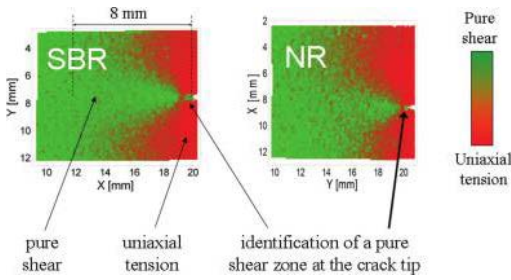 8 mm
SBR
Y [mm]
4
6
8
10
12
10 12 14 16 18 20
X [mm]
NR
X [mm]
2
4
6
8
10
12
10 12 14 16 18 20
Y [mm]
Pure
shear
Uniaxial
tension
pure
shear
uniaxial
tension
identification of a pure
shear zone at the crack tip